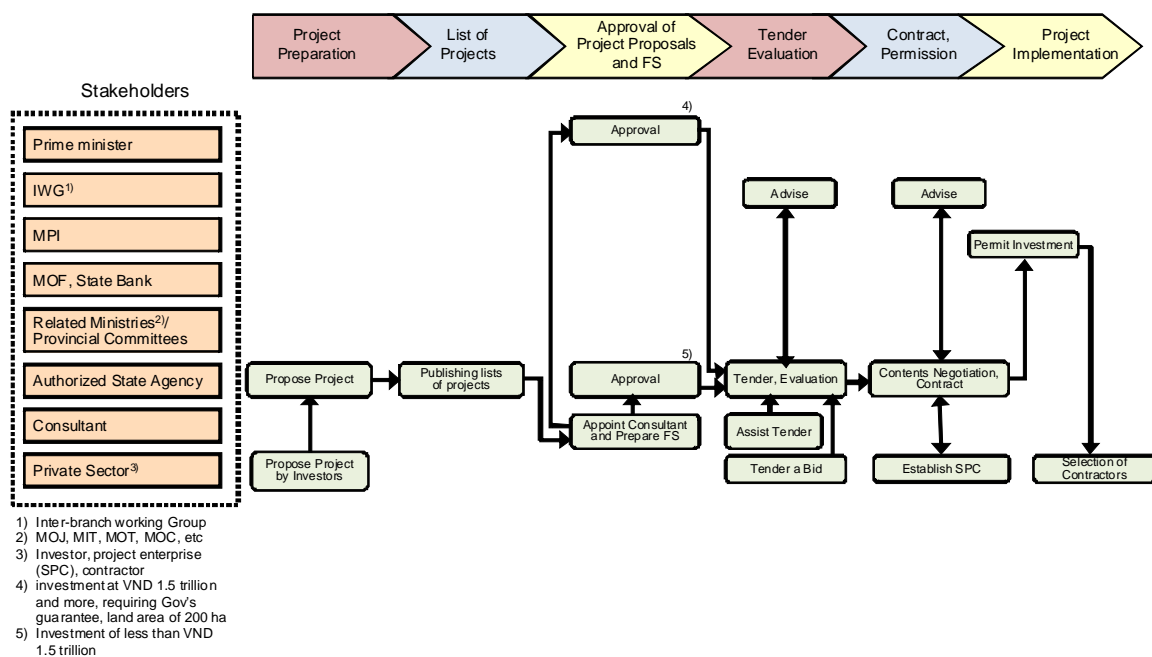 Project
Preparation
List of
Projects
Approval of
Project Proposals
and FS
Tender
Evaluation
Contract,
Permission
Project
Implementation
Stakeholders
Prime minister
IWG1)
MPI
MOF, State Bank
Related Ministries2)/
Provincial Committees
Authorized State Agency
Consultant
Private Sector3)
4)
Approval
Advise
Advise
Permit Investment
5)
Propose Project
Publishing lists
of projects
Approval
Tender, Evaluation
Contents Negotiation,
Contract
Appoint Consultant
and Prepare FS
Assist Tender
Propose Project
by Investors
Tender a Bid
Establish SPC
Selection of
Contractors
1) Inter-branch working Group
2) MOJ, MIT, MOT, MOC, etc
3) Investor, project enterprise
(SPC), contractor
4) investment at VND 1.5 trillion
and more, requiring Gov's
guarantee, land area of 200 ha
5) Investment of less than VND
1.5 trillion